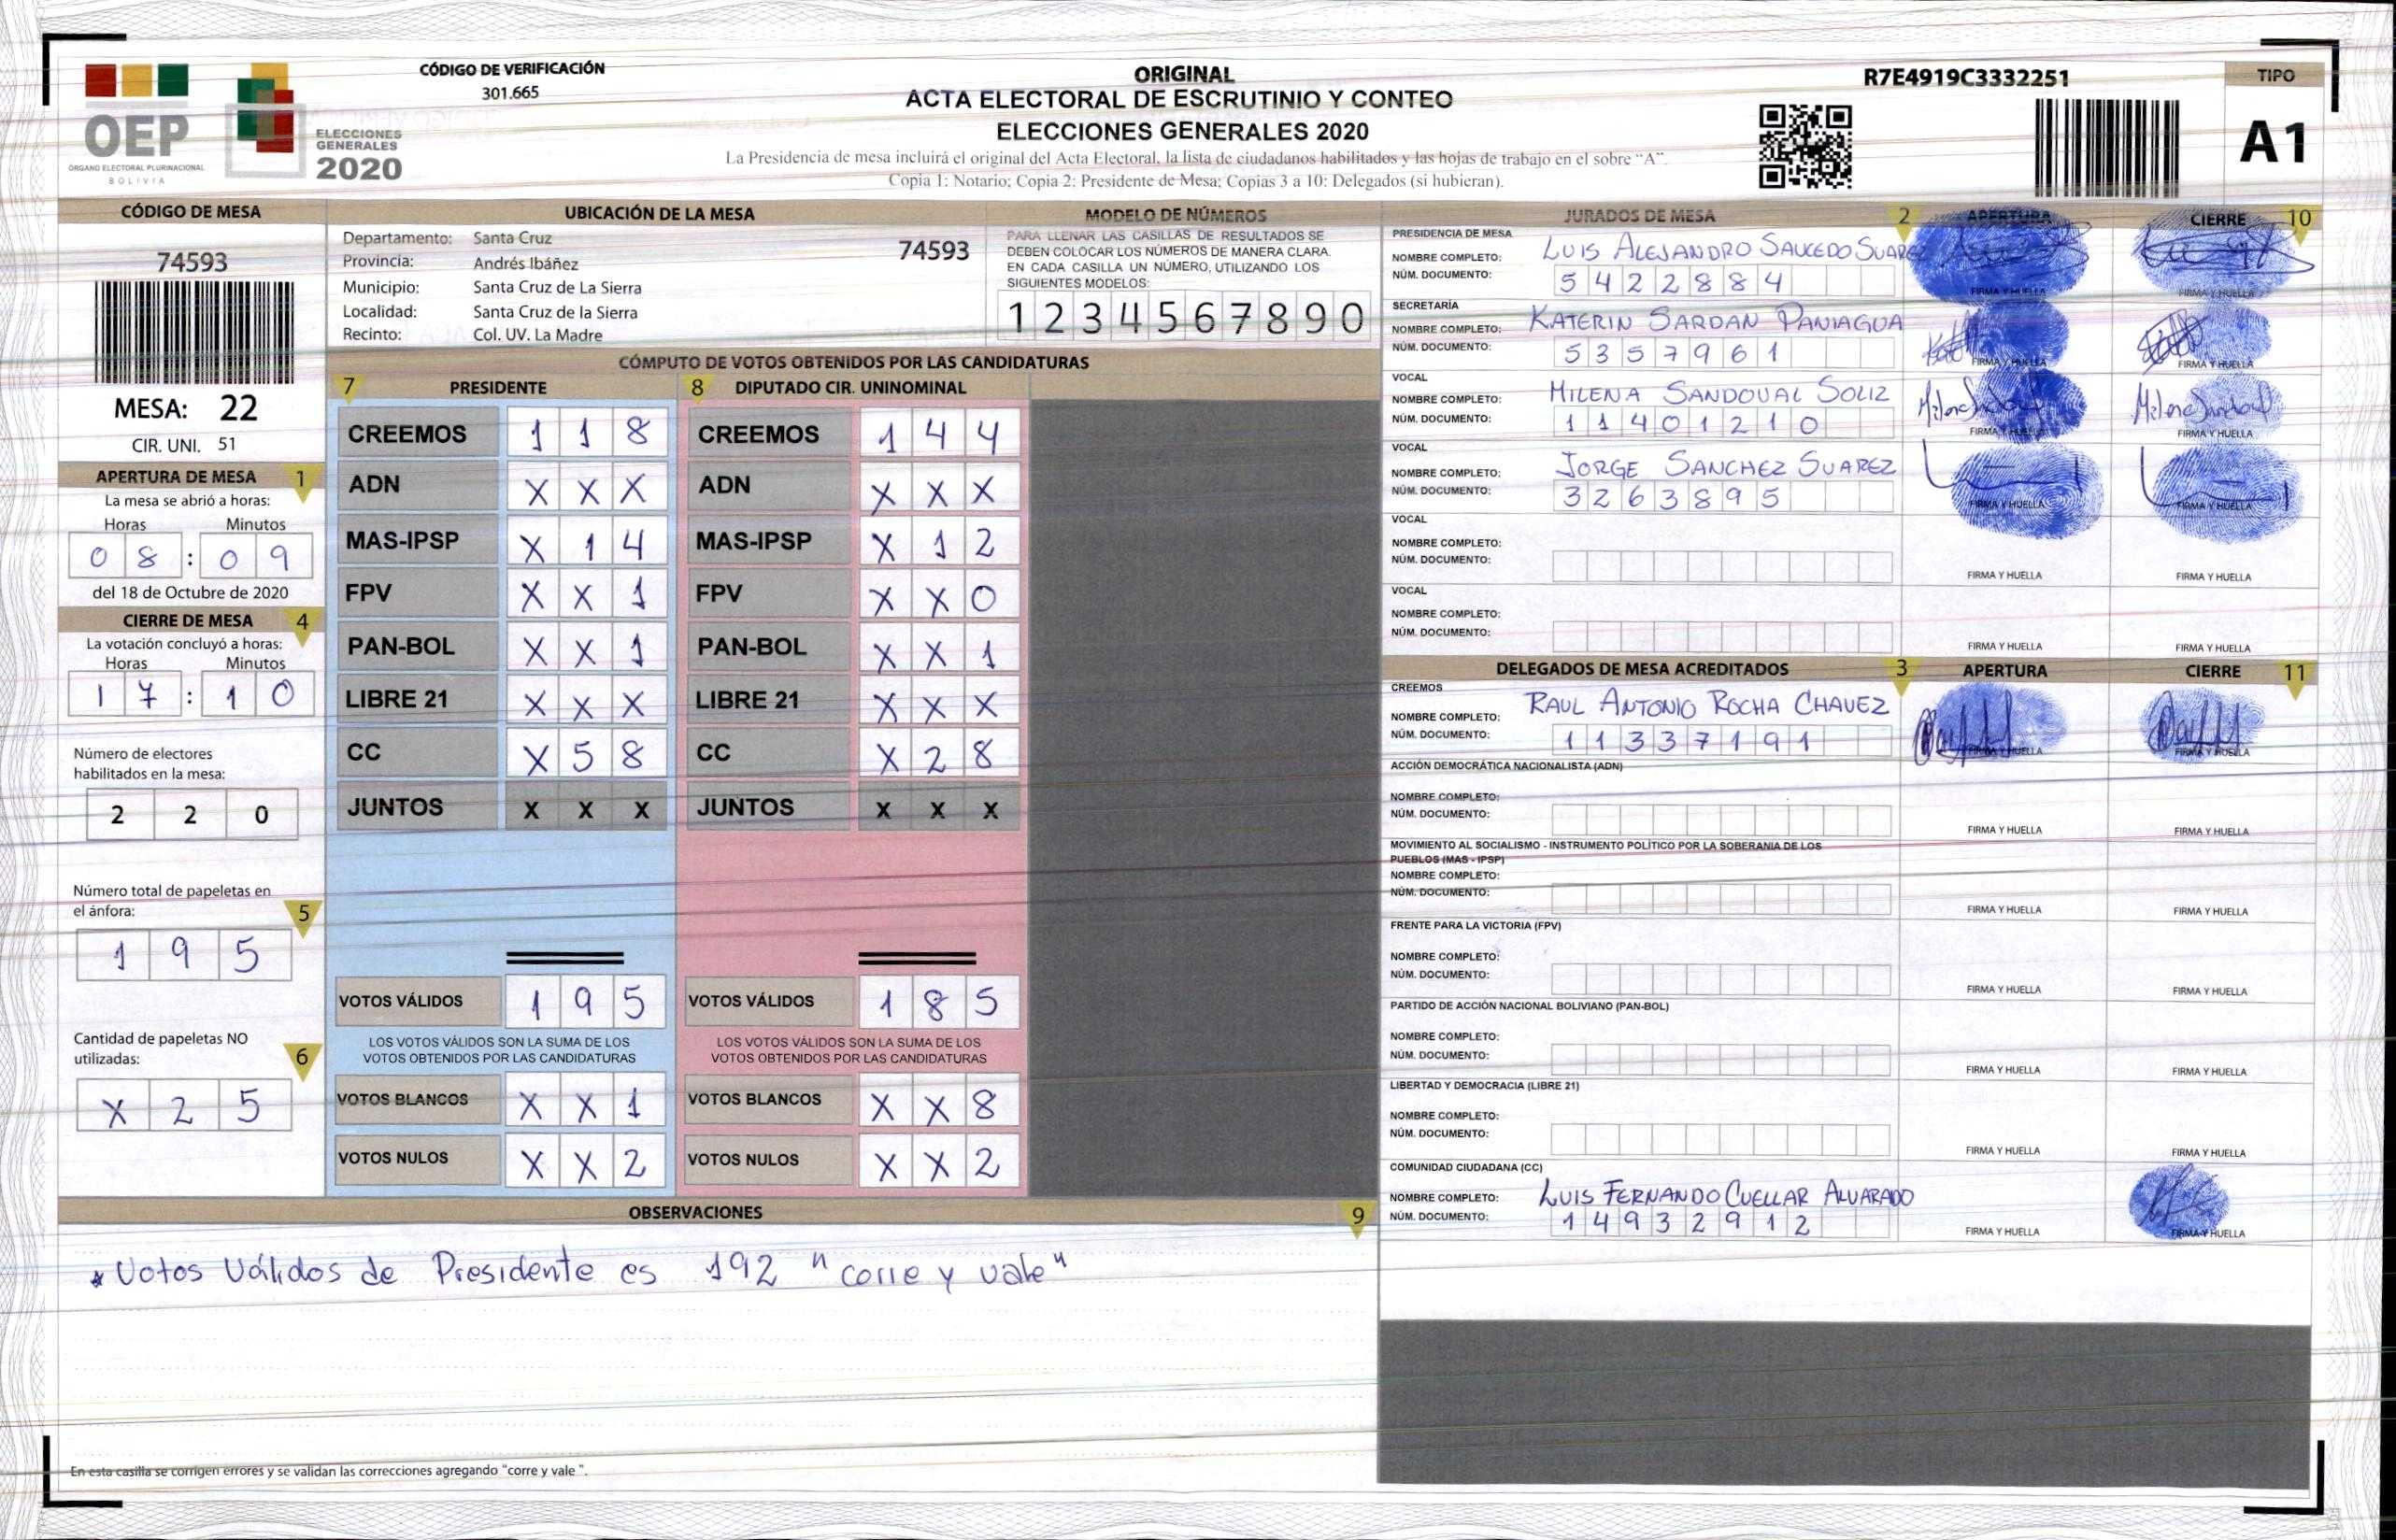 CÓDIGO DE VERIFICACIÓN
301.665
OEP
ÓRGANO ELECTORAL PLURINACIONAL
BOLIVIA
ELECCIONES
GENERALES
2020
ORIGINAL
ACTA ELECTORAL DE ESCRUTINIO Y CONTEO
ELECCIONES GENERALES 2020
La Presidencia de mesa incluirá el original del Acta Electoral, la lista de ciudadanos habilitados y las hojas de trabajo en el sobre "A".
Copia 1: Notario; Copia 2: Presidente de Mesa; Copias 3 a 10: Delegados (si hubieran).
R7E4919C3332251
TIPO
A1
CÓDIGO DE MESA
74593
MESA: 22
CIR. UNI. 51
APERTURA DE MESA 1
La mesa se abrió a horas:
Horas Minutos
0 8 : 0 9
del 18 de Octubre de 2020
CIERRE DE MESA 4
La votación concluyó a horas:
Horas Minutos
1 7 : 1 0
Número de electores
habilitados en la mesa:
2 2 0
Número total de papeletas en
el ánfora: 5
1 9 5
Cantidad de papeletas NO
utilizadas: 6
X 2 5
UBICACIÓN DE LA MESA
Departamento: Santa Cruz 74593
Provincia: Andrés Ibáñez
Municipio: Santa Cruz de La Sierra
Localidad: Santa Cruz de la Sierra
Recinto: Col. UV. La Madre
MODELO DE NÚMEROS
PARA LLENAR LAS CASILLAS DE RESULTADOS SE
DEBEN COLOCAR LOS NÚMEROS DE MANERA CLARA.
EN CADA CASILLA UN NÚMERO, UTILIZANDO LOS
SIGUIENTES MODELOS:
1 2 3 4 5 6 7 8 9 0
CÓMPUTO DE VOTOS OBTENIDOS POR LAS CANDIDATURAS
7 PRESIDENTE 8 DIPUTADO CIR. UNINOMINAL
CREEMOS 1 1 8 CREEMOS 1 4 4
ADN X X X ADN X X X
MAS-IPSP X 1 4 MAS-IPSP X 1 2
FPV X X 1 FPV X X 0
PAN-BOL X X 1 PAN-BOL X X 1
LIBRE 21 X X X LIBRE 21 X X X
CC X 5 8 CC X 2 8
JUNTOS X X X JUNTOS X X X
VOTOS VÁLIDOS 1 9 5 VOTOS VÁLIDOS 1 8 5
LOS VOTOS VÁLIDOS SON LA SUMA DE LOS LOS VOTOS VÁLIDOS SON LA SUMA DE LOS
VOTOS OBTENIDOS POR LAS CANDIDATURAS VOTOS OBTENIDOS POR LAS CANDIDATURAS
VOTOS BLANCOS X X 1 VOTOS BLANCOS X X 8
VOTOS NULOS X X 2 VOTOS NULOS X X 2
OBSERVACIONES 9
* Votos Válidos de Presidente es 192 "corre y vale"
En esta casilla se corrigen errores y se validan las correcciones agregando "corre y vale ".
JURADOS DE MESA 2 APERTURA CIERRE 10
PRESIDENCIA DE MESA
NOMBRE COMPLETO: LUIS ALEJANDRO SAUCEDO SUAREZ
NÚM. DOCUMENTO: 5 4 2 2 8 8 4
FIRMA Y HUELLA FIRMA Y HUELLA
SECRETARÍA
NOMBRE COMPLETO: KATERIN SARDAN PANIAGUA
NÚM. DOCUMENTO: 5 3 5 7 9 6 1
FIRMA Y HUELLA FIRMA Y HUELLA
VOCAL
NOMBRE COMPLETO: MILENA SANDOVAL SOLIZ
NÚM. DOCUMENTO: 1 1 4 0 1 2 1 0
FIRMA Y HUELLA FIRMA Y HUELLA
VOCAL
NOMBRE COMPLETO: JORGE SANCHEZ SUAREZ
NÚM. DOCUMENTO: 3 2 6 3 8 9 5
FIRMA Y HUELLA FIRMA Y HUELLA
VOCAL
NOMBRE COMPLETO:
NÚM. DOCUMENTO:
FIRMA Y HUELLA FIRMA Y HUELLA
VOCAL
NOMBRE COMPLETO:
NÚM. DOCUMENTO:
FIRMA Y HUELLA FIRMA Y HUELLA
DELEGADOS DE MESA ACREDITADOS 3 APERTURA CIERRE 11
CREEMOS
NOMBRE COMPLETO: RAUL ANTONIO ROCHA CHAVEZ
NÚM. DOCUMENTO: 1 1 3 3 7 1 9 1
FIRMA Y HUELLA FIRMA Y HUELLA
ACCIÓN DEMOCRÁTICA NACIONALISTA (ADN)
NOMBRE COMPLETO:
NÚM. DOCUMENTO:
FIRMA Y HUELLA FIRMA Y HUELLA
MOVIMIENTO AL SOCIALISMO - INSTRUMENTO POLÍTICO POR LA SOBERANIA DE LOS
PUEBLOS (MAS - IPSP)
NOMBRE COMPLETO:
NÚM. DOCUMENTO:
FIRMA Y HUELLA FIRMA Y HUELLA
FRENTE PARA LA VICTORIA (FPV)
NOMBRE COMPLETO:
NÚM. DOCUMENTO:
FIRMA Y HUELLA FIRMA Y HUELLA
PARTIDO DE ACCIÓN NACIONAL BOLIVIANO (PAN-BOL)
NOMBRE COMPLETO:
NÚM. DOCUMENTO:
FIRMA Y HUELLA FIRMA Y HUELLA
LIBERTAD Y DEMOCRACIA (LIBRE 21)
NOMBRE COMPLETO:
NÚM. DOCUMENTO:
FIRMA Y HUELLA FIRMA Y HUELLA
COMUNIDAD CIUDADANA (CC)
NOMBRE COMPLETO: LUIS FERNANDO CUELLAR ALVARADO
NÚM. DOCUMENTO: 1 4 9 3 2 9 1 2
FIRMA Y HUELLA FIRMA Y HUELLA